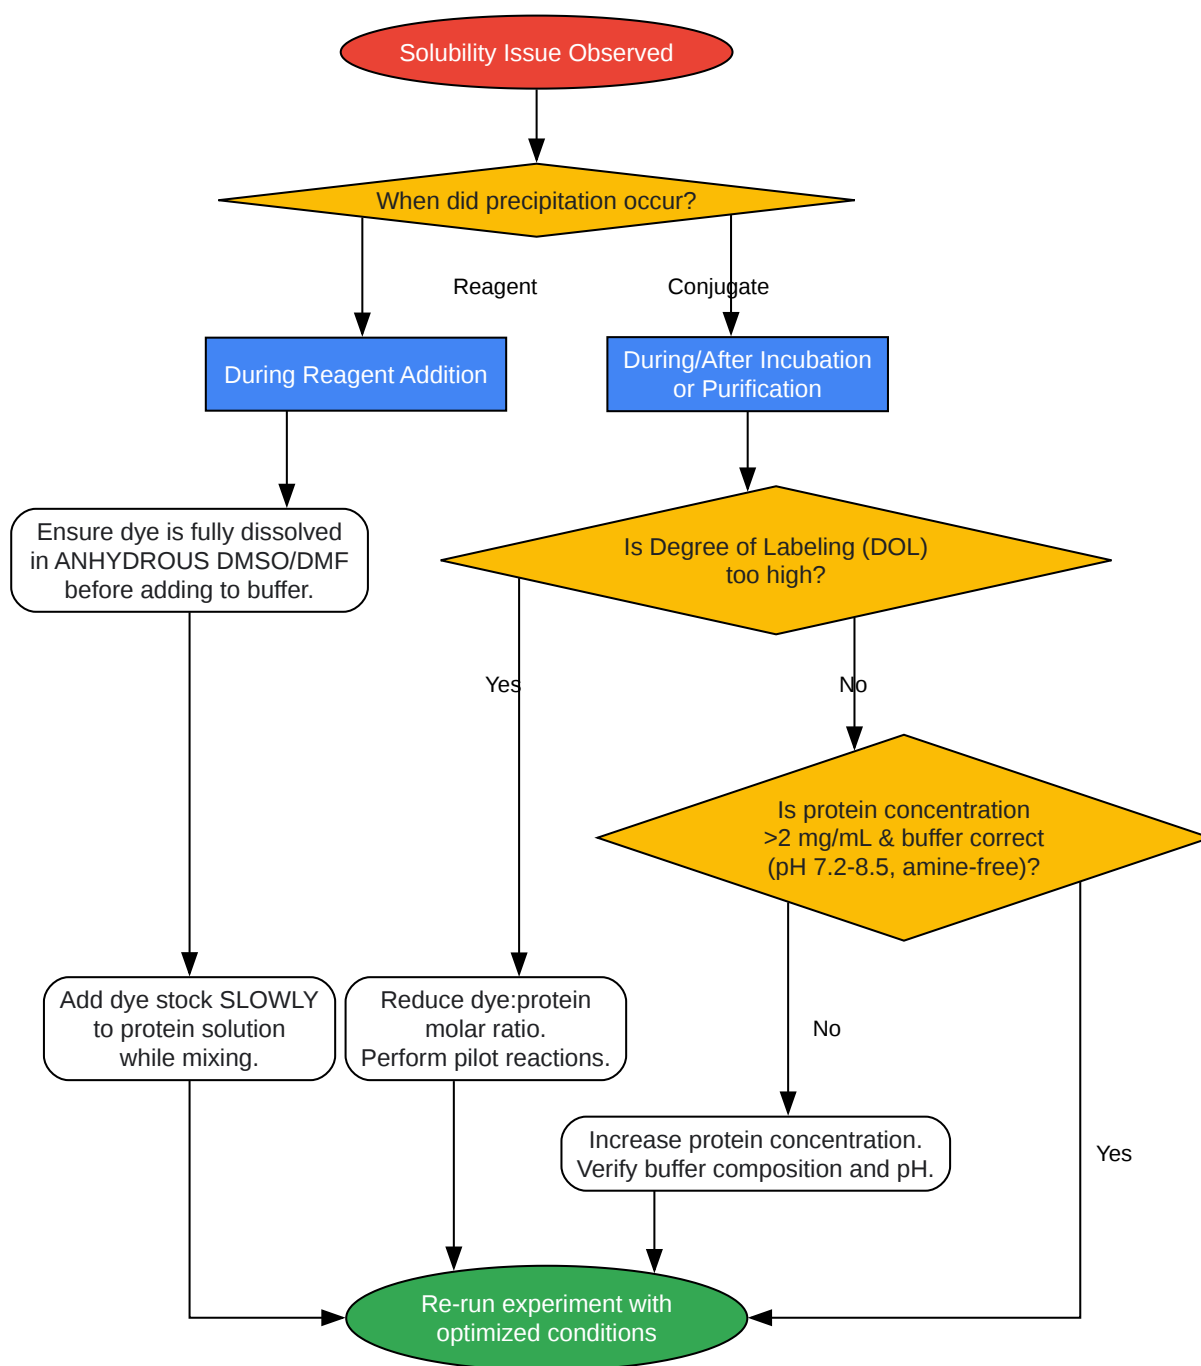 Solubility Issue Observed
When did precipitation occur?
Reagent
Conjugate
During Reagent Addition
During/After Incubation
or Purification
Ensure dye is fully dissolved
in ANHYDROUS DMSO/DMF
before adding to buffer.
Is Degree of Labeling (DOL)
too high?
Yes
No
Is protein concentration
>2 mg/mL & buffer correct
(pH 7.2-8.5, amine-free)?
Add dye stock SLOWLY
to protein solution
while mixing.
Reduce dye:protein
molar ratio.
Perform pilot reactions.
No
Increase protein concentration.
Verify buffer composition and pH.
Yes
Re-run experiment with
optimized conditions